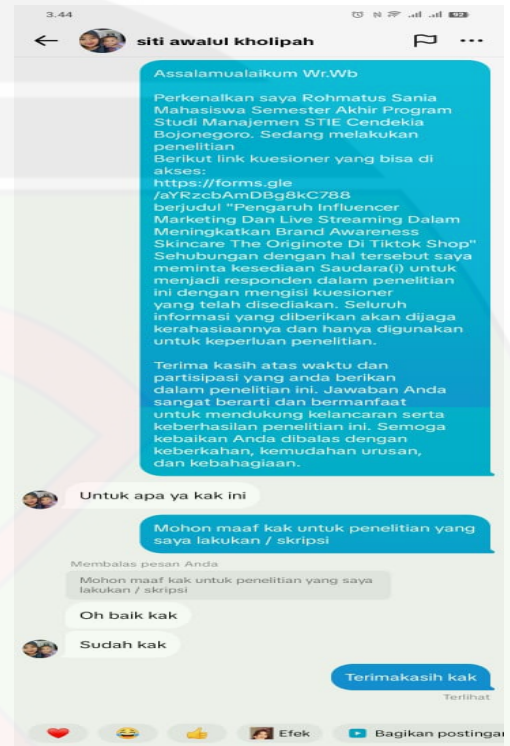 3.44
siti awalul kholipah
Assalamualaikum Wr.Wb
Perkenalkan saya Rohmatus Sania
Mahasiswa Semester Akhir Program
Studi Manajemen STIE Cendekia
Bojonegoro. Sedang melakukan
penelitian
Berikut link kuesioner yang bisa di
akses:
https://forms.gle
/aYRzcbAmDBg8kC788
berjudul "Pengaruh Influencer
Marketing Dan Live Streaming Dalam
Meningkatkan Brand Awareness
Skincare The Originote Di Tiktok Shop"
Sehubungan dengan hal tersebut saya
meminta kesediaan Saudara(i) untuk
menjadi responden dalam penelitian
ini dengan mengisi kuesioner
yang telah disediakan. Seluruh
informasi yang diberikan akan dijaga
kerahasiaannya dan hanya digunakan
untuk keperluan penelitian.
Terima kasih atas waktu dan
partisipasi yang anda berikan
dalam penelitian ini. Jawaban Anda
sangat berarti dan bermanfaat
untuk mendukung kelancaran serta
keberhasilan penelitian ini. Semoga
kebaikan Anda dibalas dengan
keberkahan, kemudahan urusan,
dan kebahagiaan.
Untuk apa ya kak ini
Mohon maaf kak untuk penelitian yang
saya lakukan / skripsi
Membalas pesan Anda
Mohon maaf kak untuk penelitian yang saya
lakukan / skripsi
Oh baik kak
Sudah kak
Terimakasih kak
Terlihat
Efek
Bagikan postingan